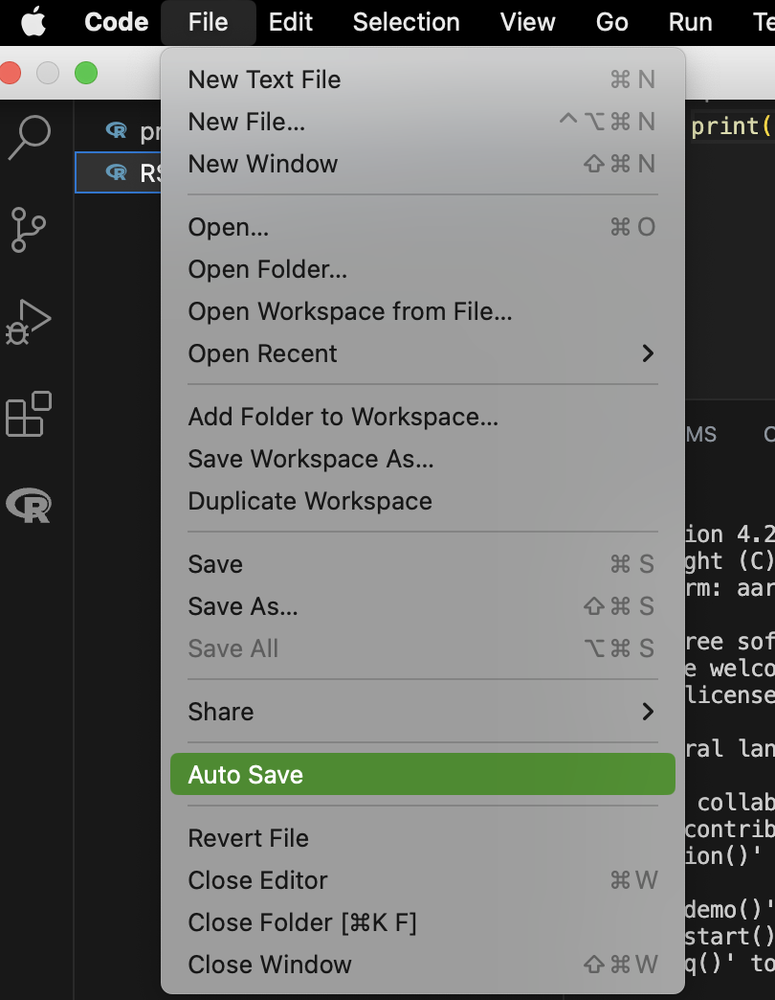 Code File Edit Selection View Go Run
New Text File ⌘ N
New File... ^⌥⌘ N
New Window ⇧⌘ N
print(
Open... ⌘ O
Open Folder...
Open Workspace from File...
Open Recent >
Add Folder to Workspace...
MS
Save Workspace As...
Duplicate Workspace
ion 4.2
Save ⌘ S
ght (C)
rm: aar
Save As... ⇧⌘ S
Save All ⌥⌘ S
ree sof
e welco
license
Share >
ral lan
Auto Save
collab
contrib
ion()'
Revert File
Close Editor ⌘W
demo()'
Close Folder [⌘K F]
start()
Close Window ⇧⌘W
q()' to
R